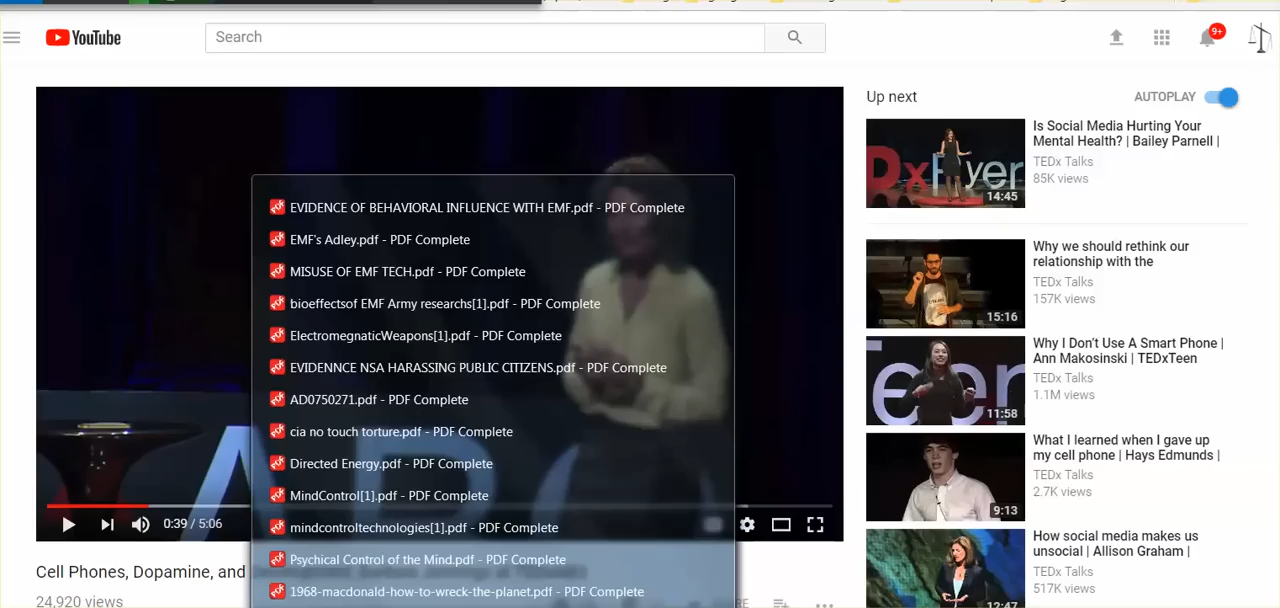 YouTube
Search
9+
Up next
AUTOPLAY
Is Social Media Hurting Your
Mental Health? | Bailey Parnell |
TEDx Talks
85K views
14:45
EVIDENCE OF BEHAVIORAL INFLUENCE WITH EMF.pdf - PDF Complete
EMF's Adley.pdf - PDF Complete
MISUSE OF EMF TECH.pdf - PDF Complete
bioeffectsof EMF Army researchs[1].pdf - PDF Complete
ElectromegnaticWeapons[1].pdf - PDF Complete
EVIDENNCE NSA HARASSING PUBLIC CITIZENS.pdf - PDF Complete
AD0750271.pdf - PDF Complete
cia no touch torture.pdf - PDF Complete
Directed Energy.pdf - PDF Complete
MindControl[1].pdf - PDF Complete
mindcontroltechnologies[1].pdf - PDF Complete
Psychical Control of the Mind.pdf - PDF Complete
1968-macdonald-how-to-wreck-the-planet.pdf - PDF Complete
Why we should rethink our
relationship with the
TEDx Talks
157K views
15:16
Why I Don't Use A Smart Phone |
Ann Makosinski | TEDxTeen
TEDx Talks
1.1M views
11:58
What I learned when I gave up
my cell phone | Hays Edmunds |
TEDx Talks
2.7K views
9:13
How social media makes us
unsocial | Allison Graham |
TEDx Talks
517K views
12:47
0:39 / 5:06
Cell Phones, Dopamine, and
24,920 views